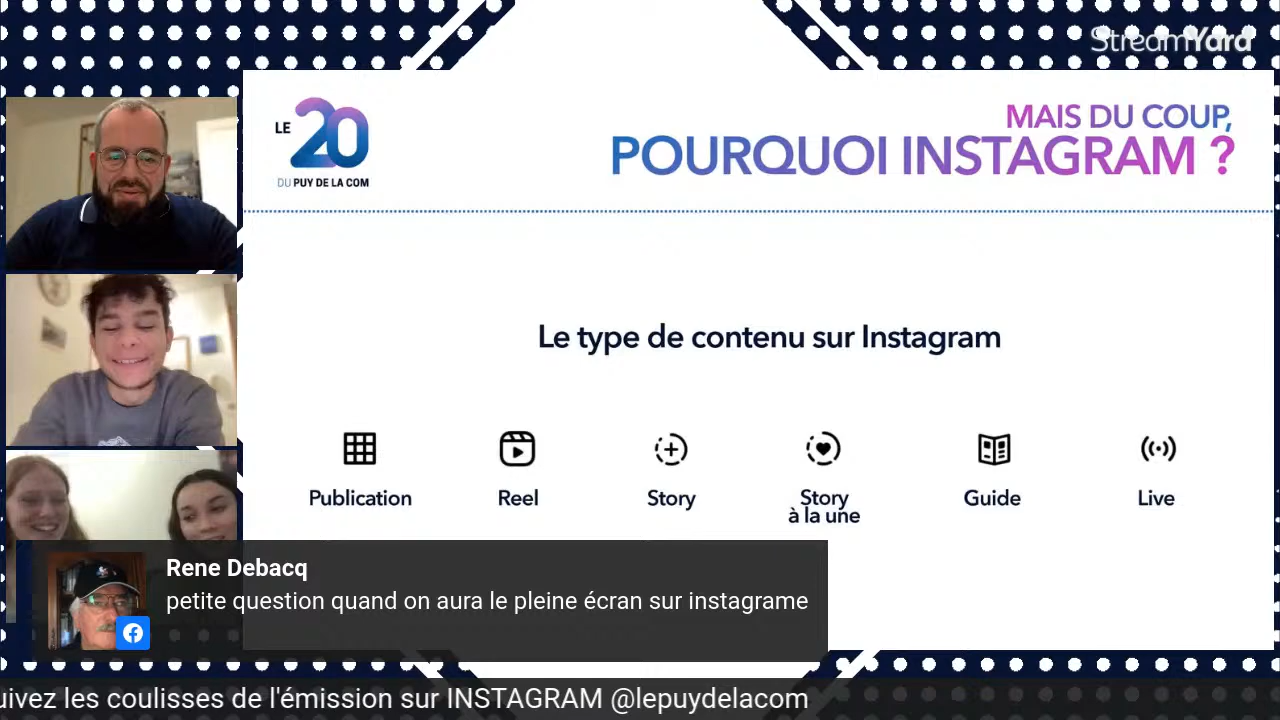 StreamYard
LE 20
DU PUY DE LA COM
MAIS DU COUP,
POURQUOI INSTAGRAM ?
Le type de contenu sur Instagram
Publication
Reel
Story
Story
à la une
Guide
Live
Rene Debacq
petite question quand on aura le pleine écran sur instagrame
uivez les coulisses de l'émission sur INSTAGRAM @lepuydelacom